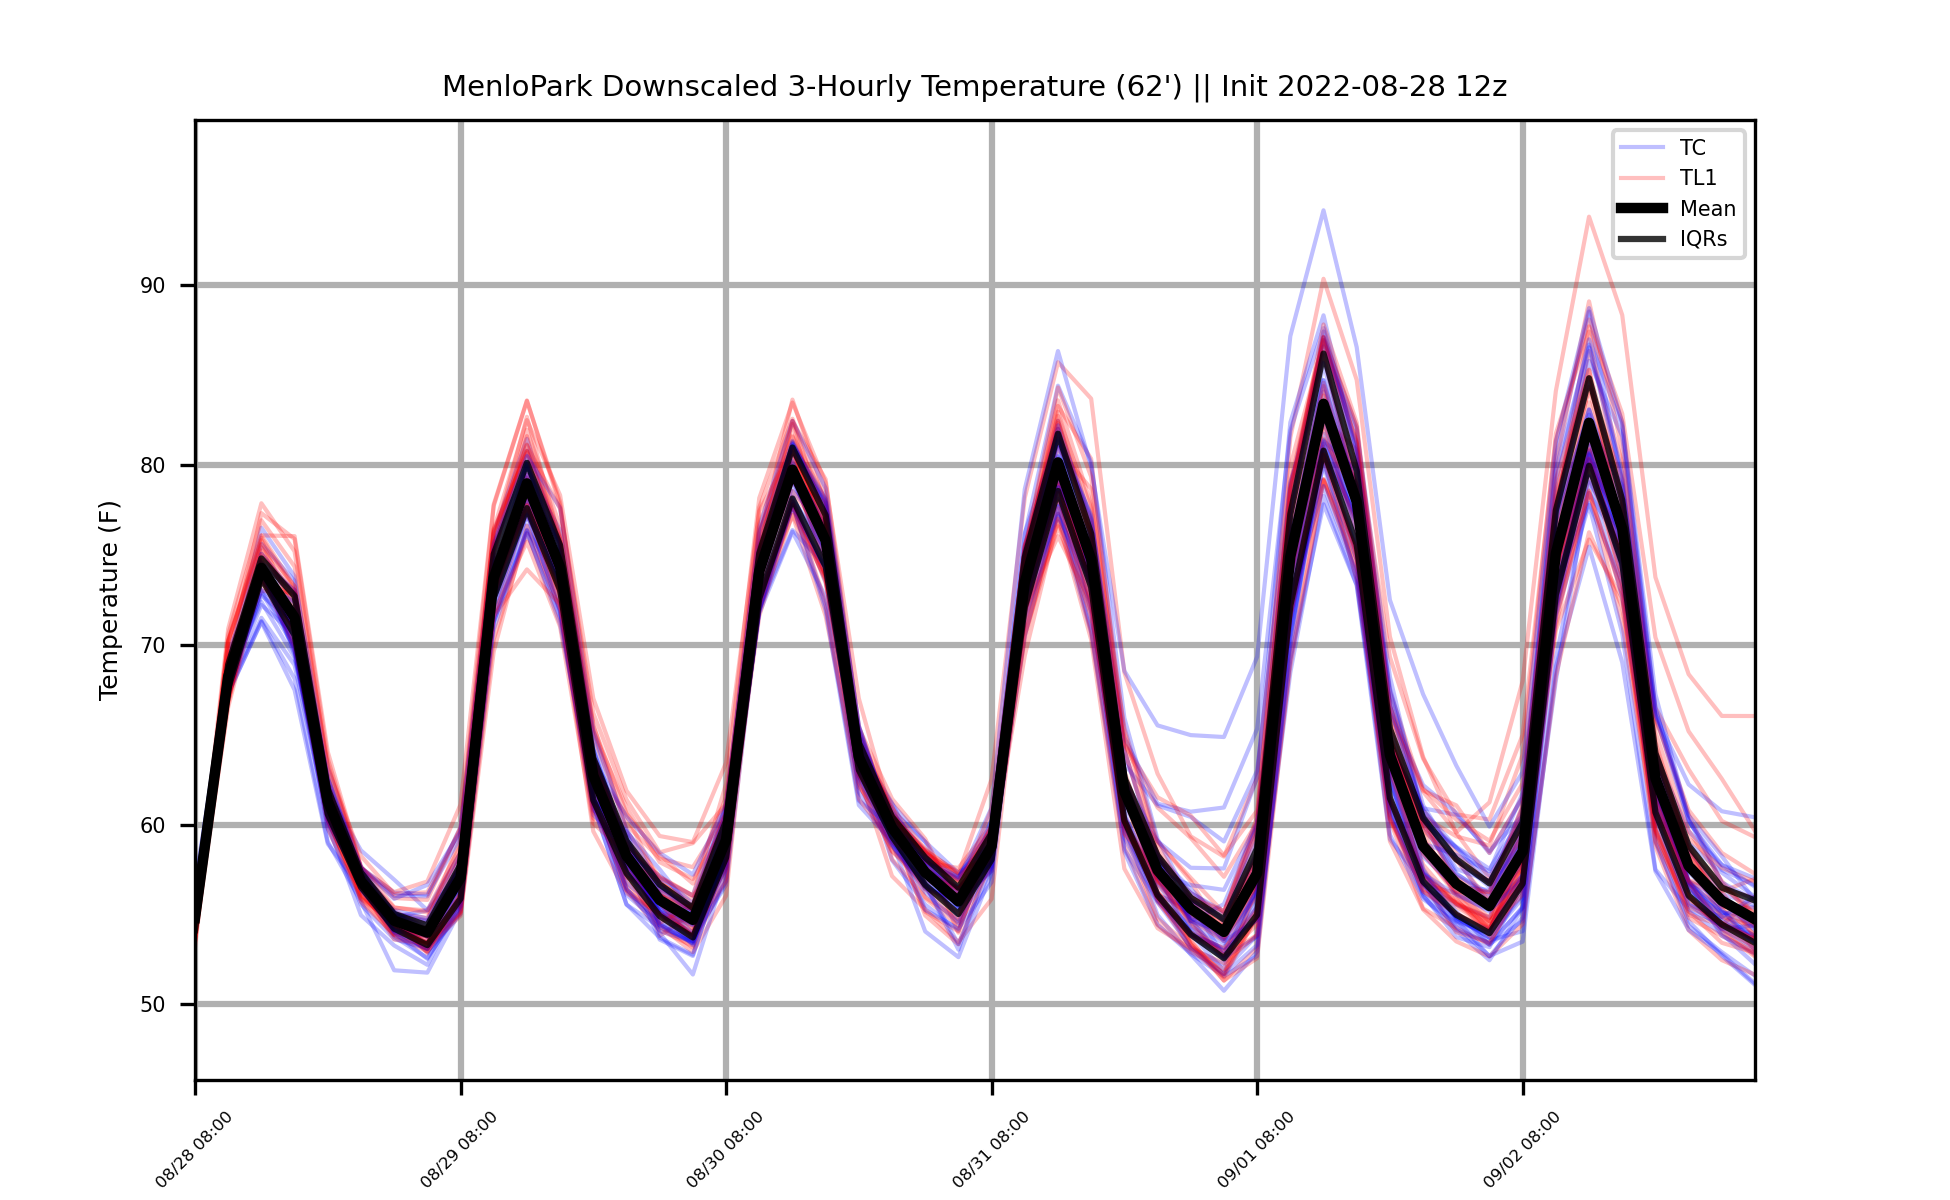 MenloPark Downscaled 3-Hourly Temperature (62') || Init 2022-08-28 12z
TC
TL1
Mean
IQRs
Temperature (F)
90
80
70
60
50
08/28 08:00
08/29 08:00
08/30 08:00
08/31 08:00
09/01 08:00
09/02 08:00